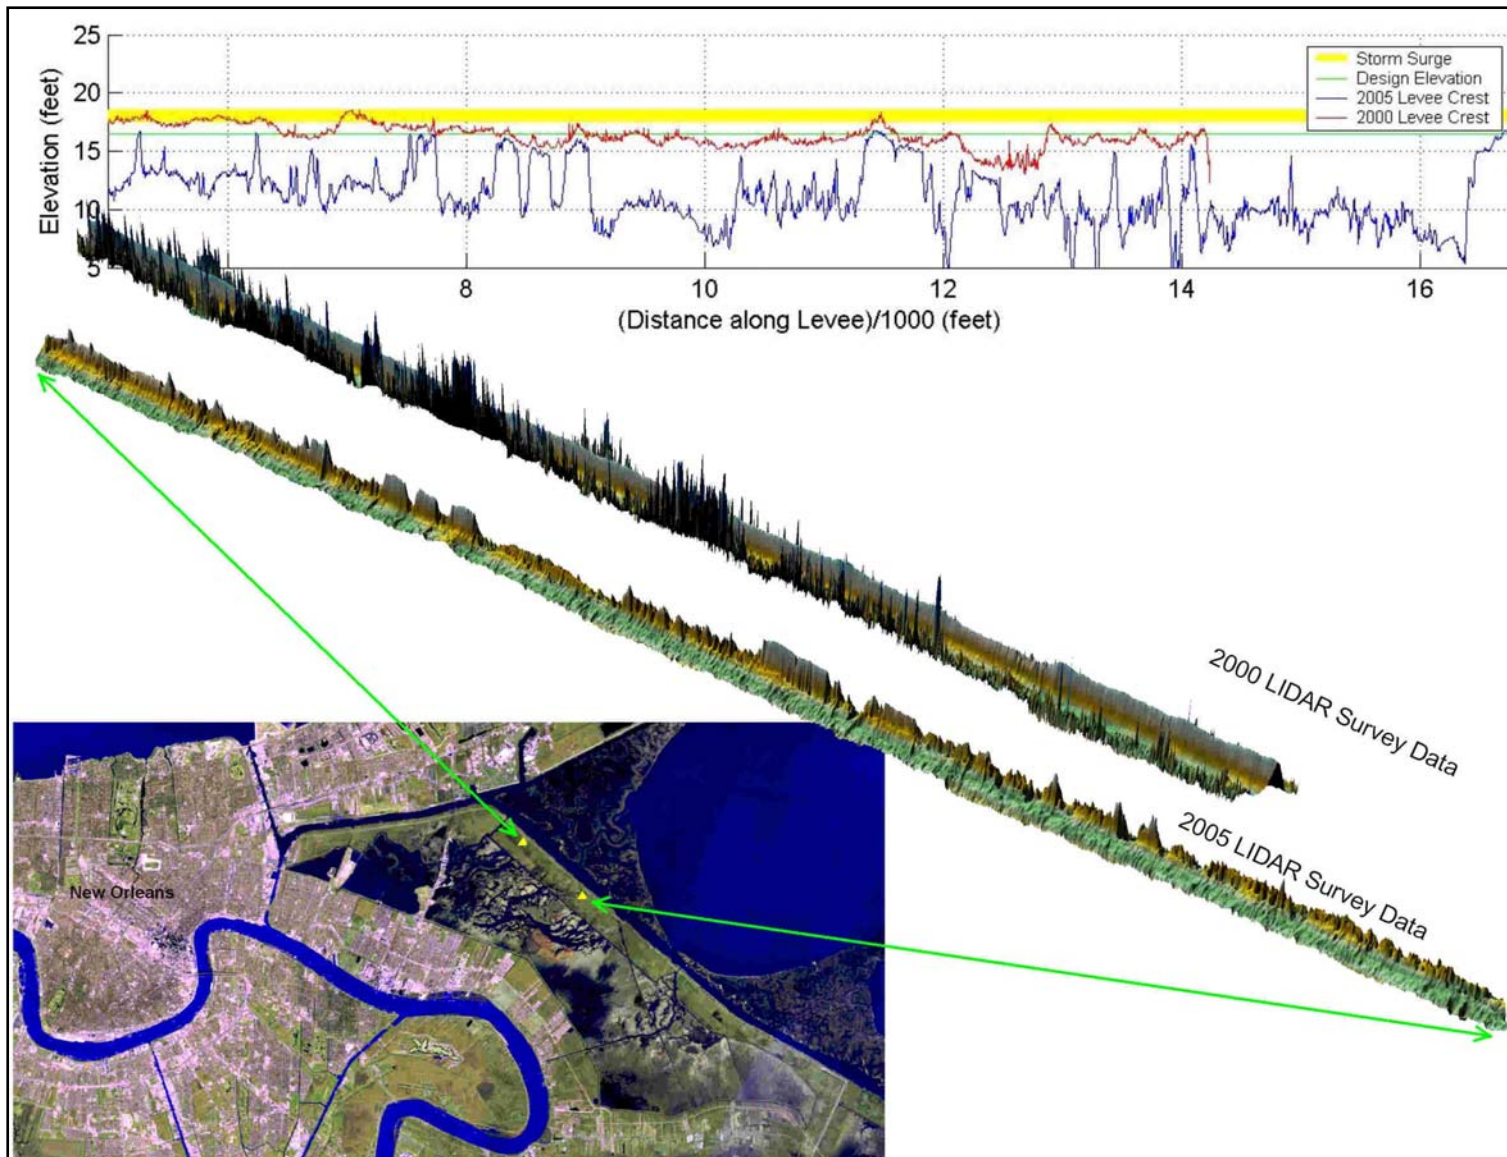 25
20
15
10
5
Elevation (feet)
Storm Surge
Design Elevation
2005 Levee Crest
2000 Levee Crest
8
10
12
14
16
(Distance along Levee)/1000 (feet)
2000 LIDAR Survey Data
2005 LIDAR Survey Data
New Orleans